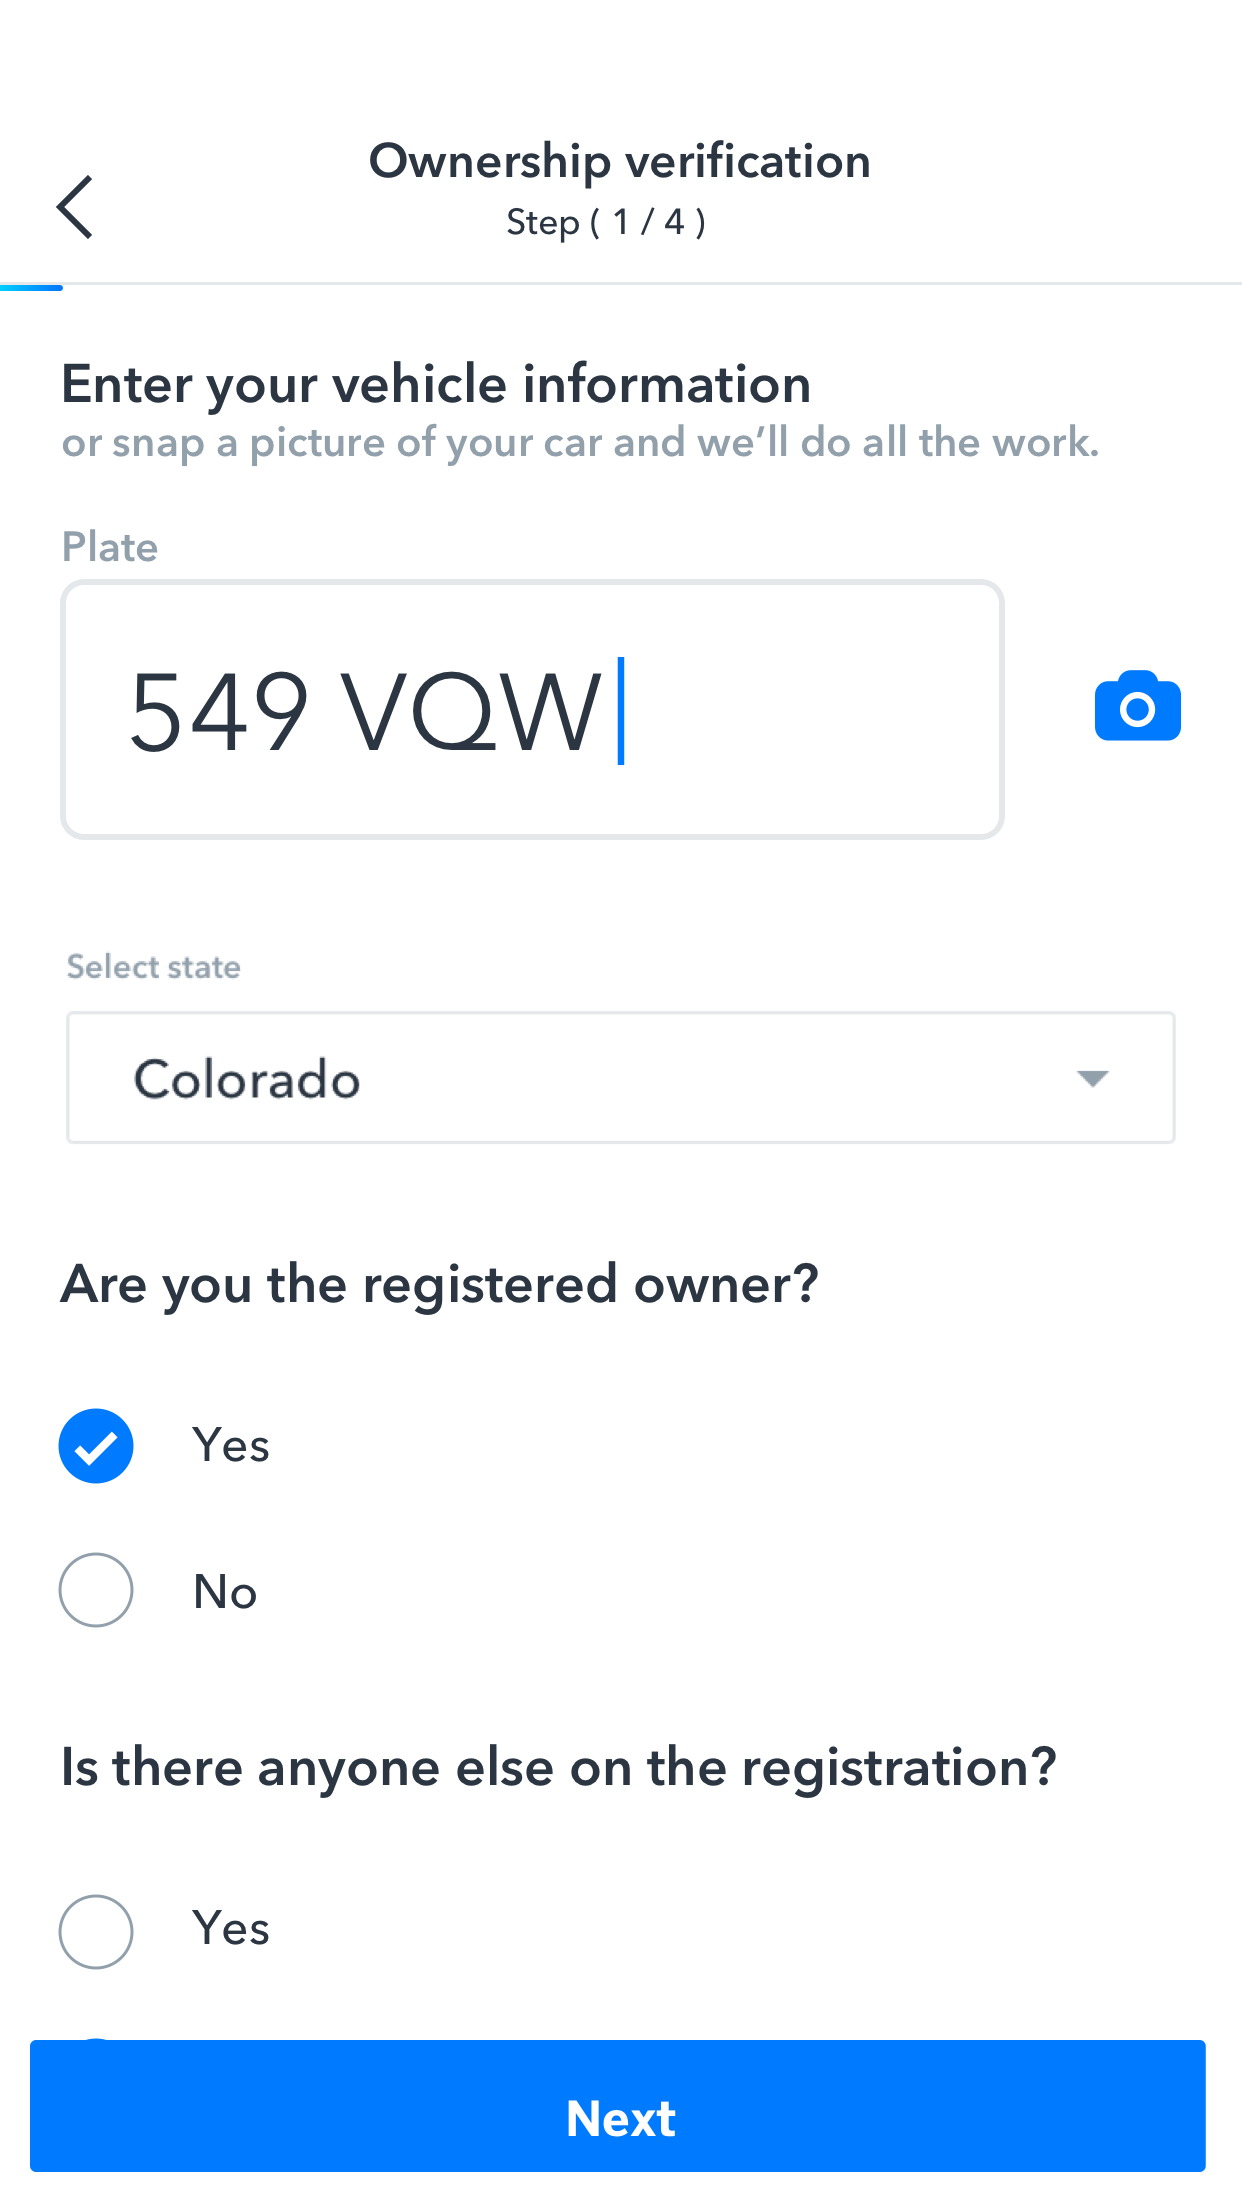 Ownership verification
Step ( 1 / 4 )
Enter your vehicle information
or snap a picture of your car and we’ll do all the work.
Plate
549 VQW
Select state
Colorado
Are you the registered owner?
Yes
No
Is there anyone else on the registration?
Yes
Next